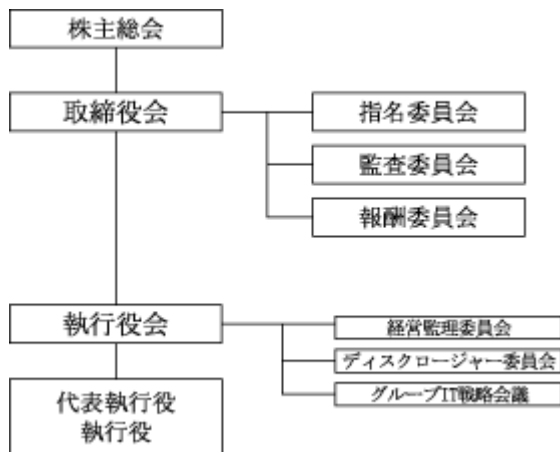 株主総会
取締役会
指名委員会
監査委員会
報酬委員会
執行役会
経営監理委員会
ディスクロージャー委員会
グループIT戦略会議
代表執行役
執行役